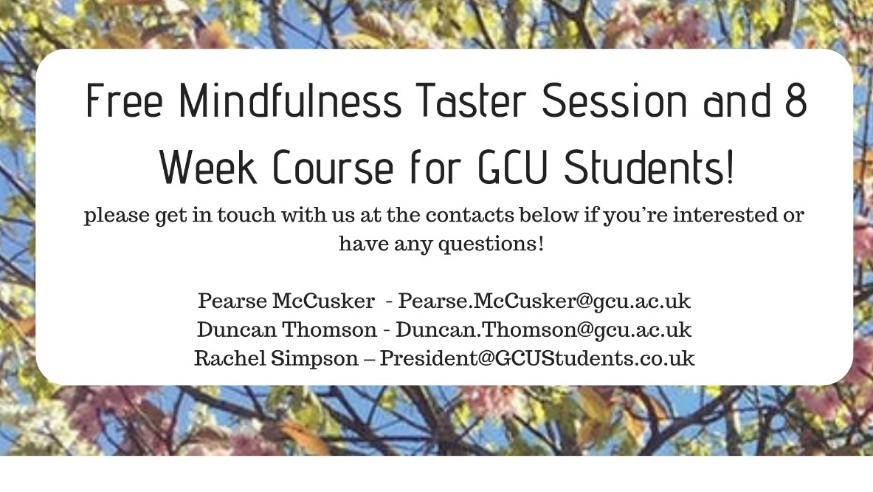 Free Mindfulness Taster Session and 8
Week Course for GCU Students!
please get in touch with us at the contacts below if you're interested or
have any questions!
Pearse McCusker - Pearse.McCusker@gcu.ac.uk
Duncan Thomson - Duncan.Thomson@gcu.ac.uk
Rachel Simpson – President@GCUStudents.co.uk